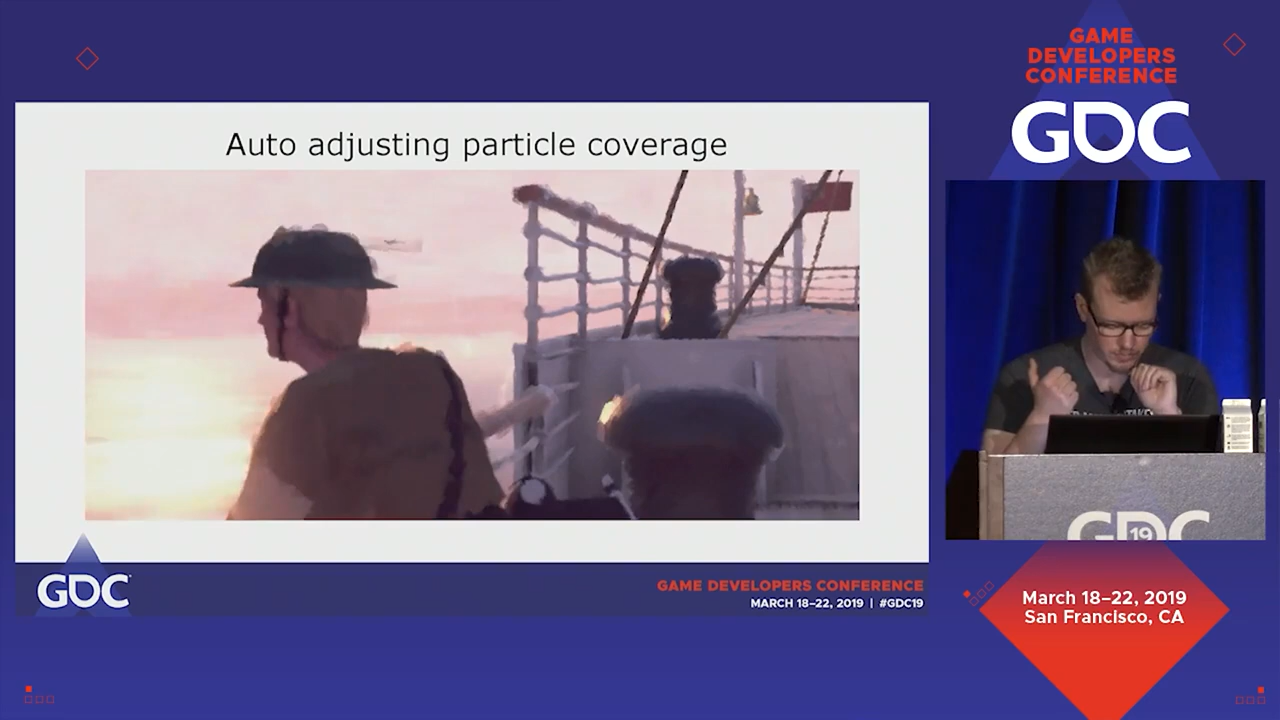 GAME
DEVELOPERS
CONFERENCE
GDC
Auto adjusting particle coverage
GDC
19
GDC
GAME DEVELOPERS CONFERENCE
MARCH 18–22, 2019 | #GDC19
March 18–22, 2019
San Francisco, CA